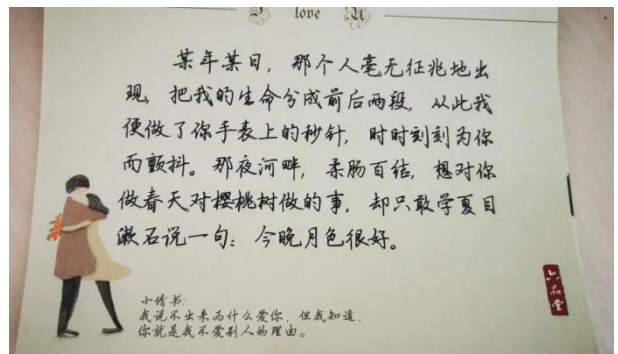 I love U
某年某日，那个人毫无征兆地出
现，把我的生命分成前后两段，从此我
便做了你手表上的秒针，时时刻刻为你
而颤抖。那夜河畔，柔肠百结，想对你
做春天对樱桃树做的事，却只敢学夏目
漱石说一句：今晚月色很好。
小情书：
我说不出来为什么爱你，但我知道，
你就是我不爱别人的理由。
六品堂